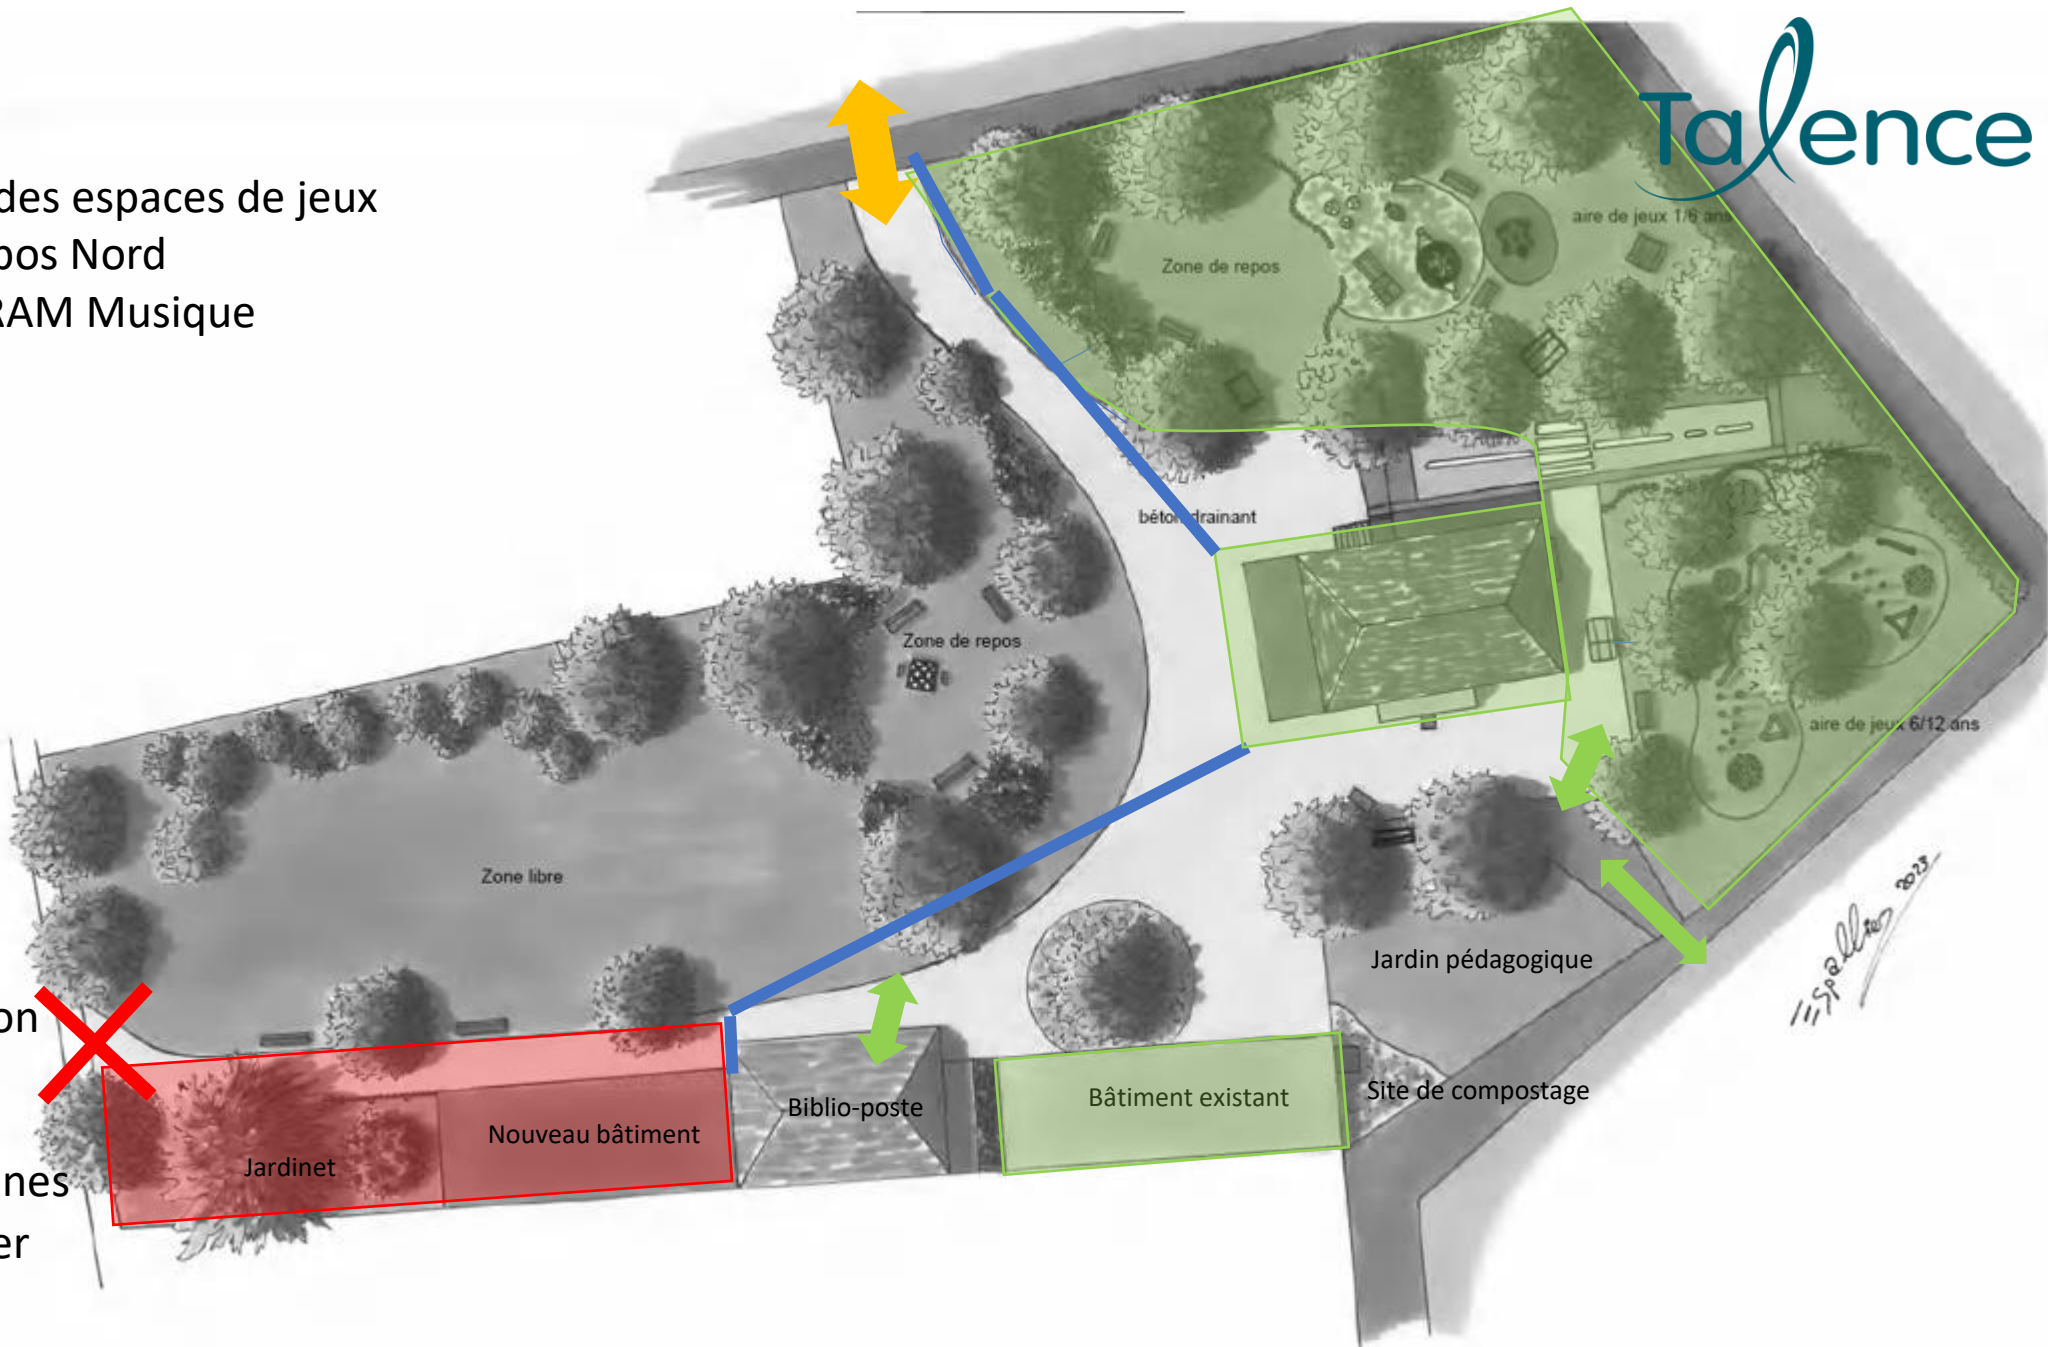 Talence
des espaces de jeux
pos Nord
RAM Musique
aire de jeux 1/6 ans
Zone de repos
béton drainant
Zone de repos
aire de jeux 6/12 ans
Zone libre
Jardin pédagogique
2023
on
Biblio-poste
Bâtiment existant
Site de compostage
Nouveau bâtiment
Jardinet
nes
er